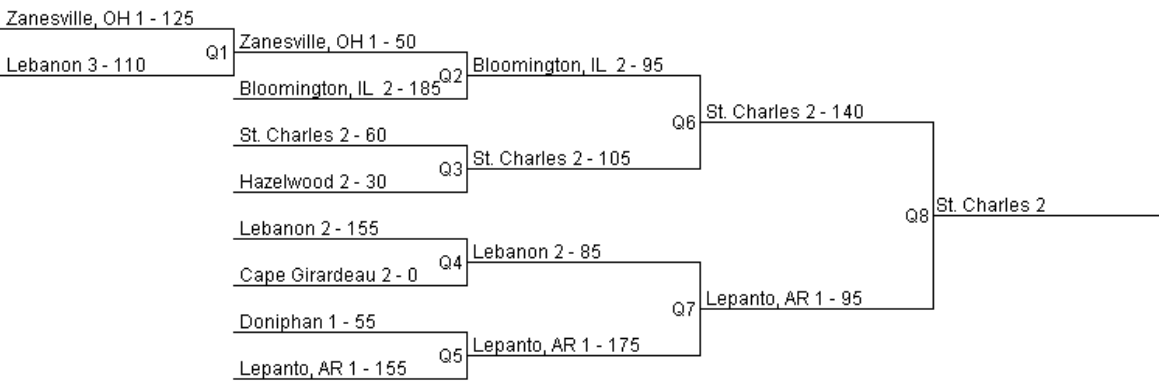 Zanesville, OH 1 - 125
Lebanon 3 - 110
Q1
Zanesville, OH 1 - 50
Bloomington, IL  2 - 185
Q2
St. Charles 2 - 60
Hazelwood 2 - 30
Q3
Lebanon 2 - 155
Cape Girardeau 2 - 0
Q4
Doniphan 1 - 55
Lepanto, AR 1 - 155
Q5
Bloomington, IL  2 - 95
St. Charles 2 - 105
Q6
Lebanon 2 - 85
Lepanto, AR 1 - 175
Q7
St. Charles 2 - 140
Lepanto, AR 1 - 95
Q8
St. Charles 2